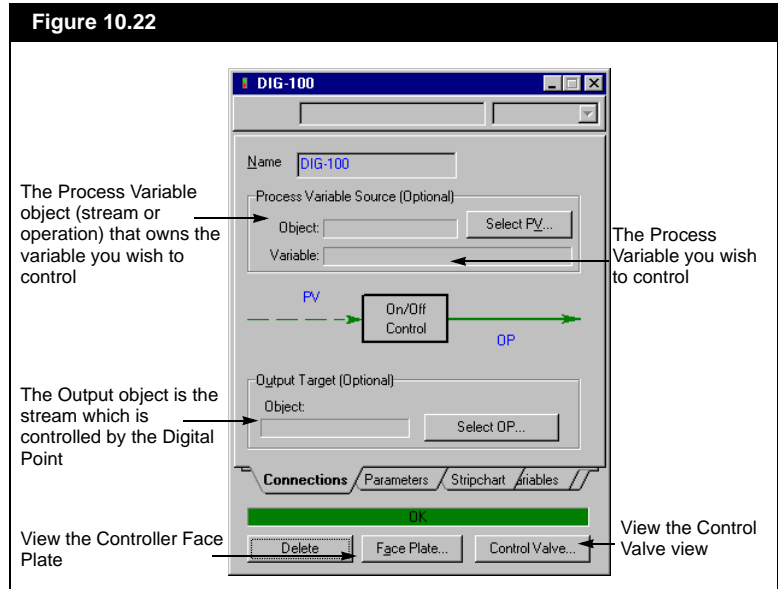 Figure 10.22
DIG-100
Name DIG-100
The Process Variable
object (stream or
operation) that owns the
variable you wish to
control
Process Variable Source (Optional)
Object:
Select PV...
Variable:
The Process
Variable you wish
to control
PV
On/Off
Control
OP
The Output object is the
stream which is
controlled by the Digital
Point
Output Target (Optional)
Object:
Select OP...
Connections Parameters Stripchart ariables
OK
View the Controller Face
Plate
Delete Face Plate... Control Valve...
View the Control
Valve view